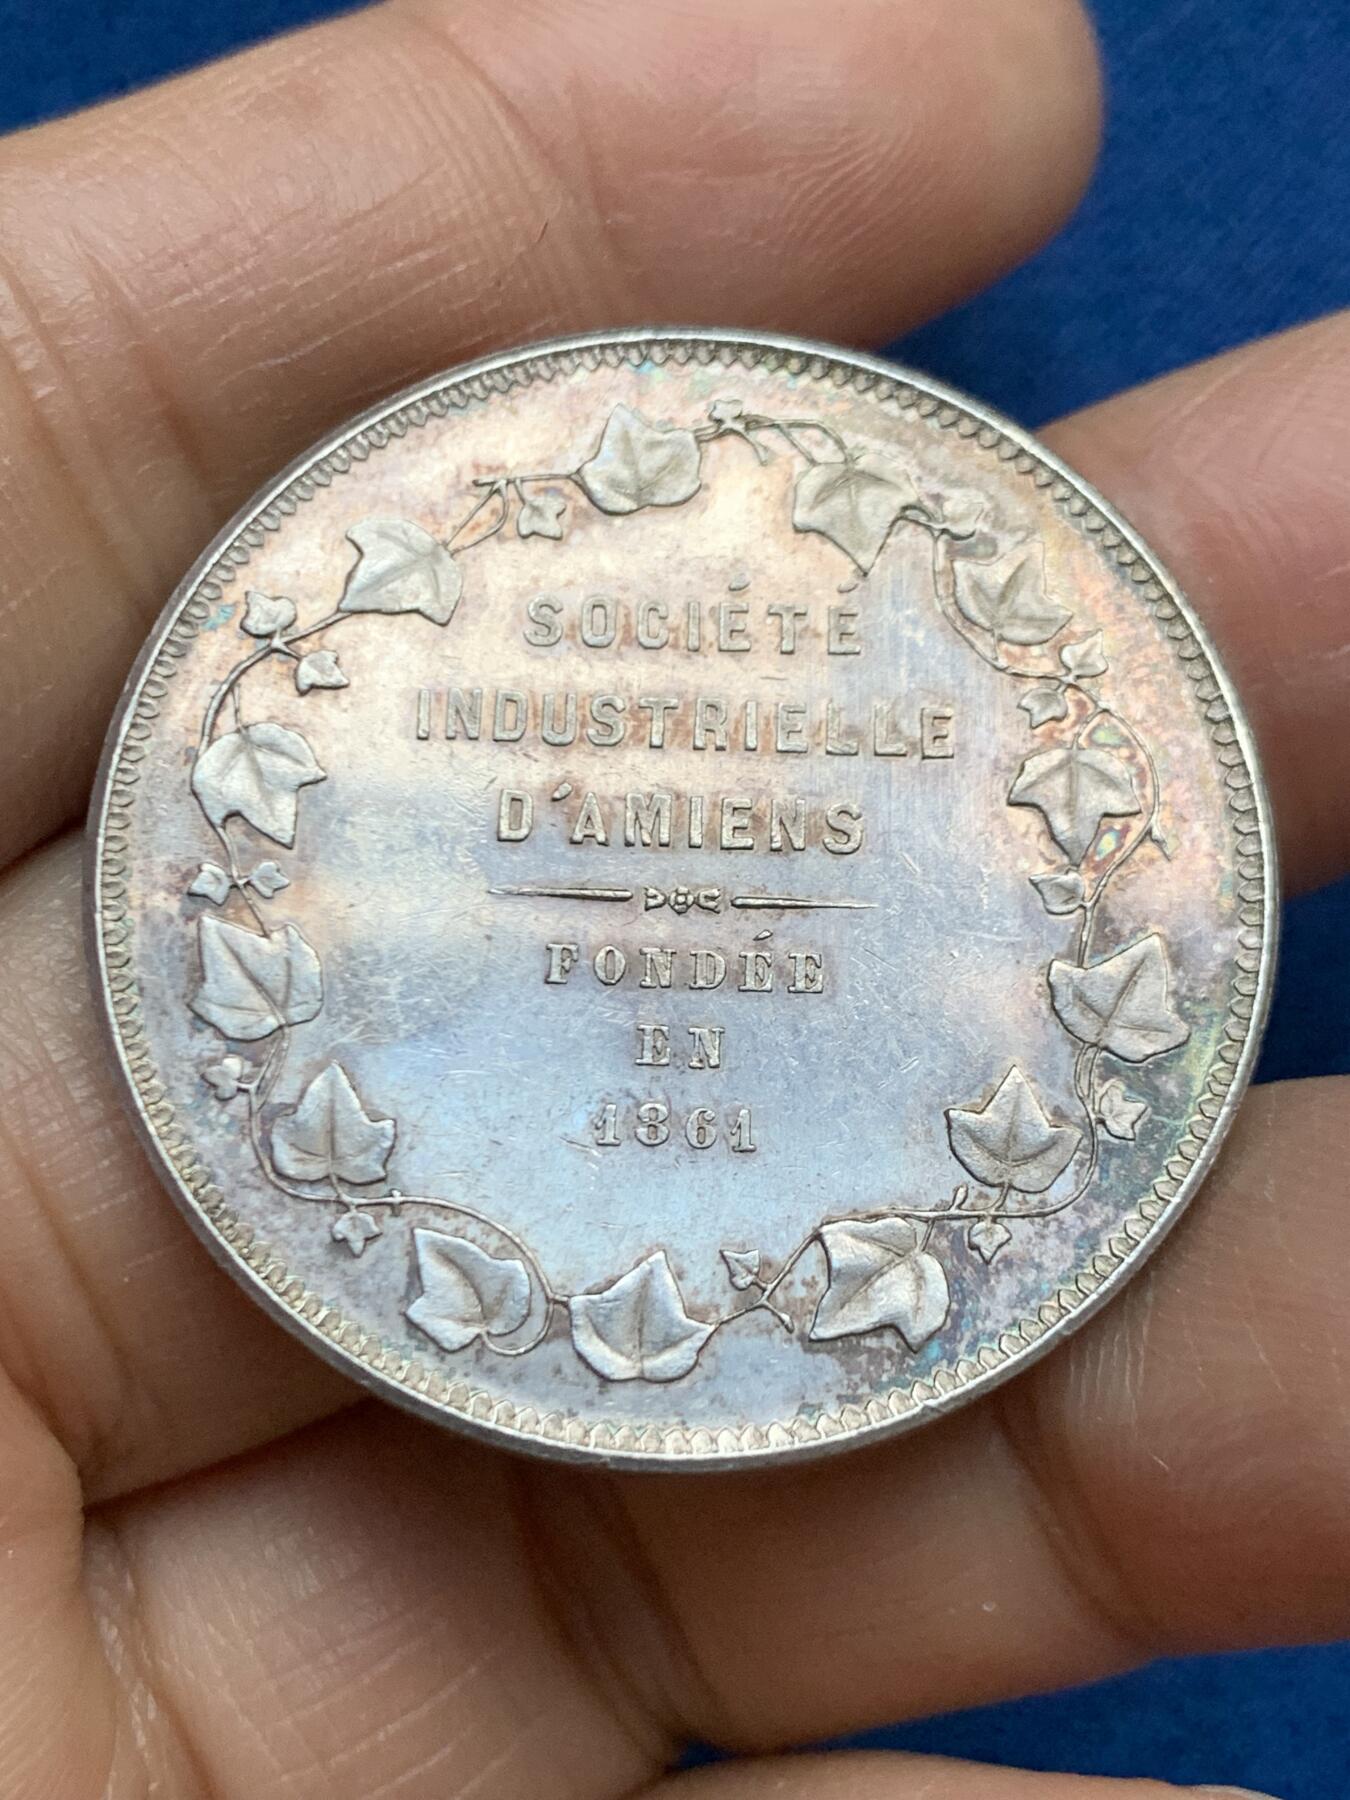 SOCIÉTÉ
INDUSTRIELLE
D'AMIENS
FONDÉE
EN
1861